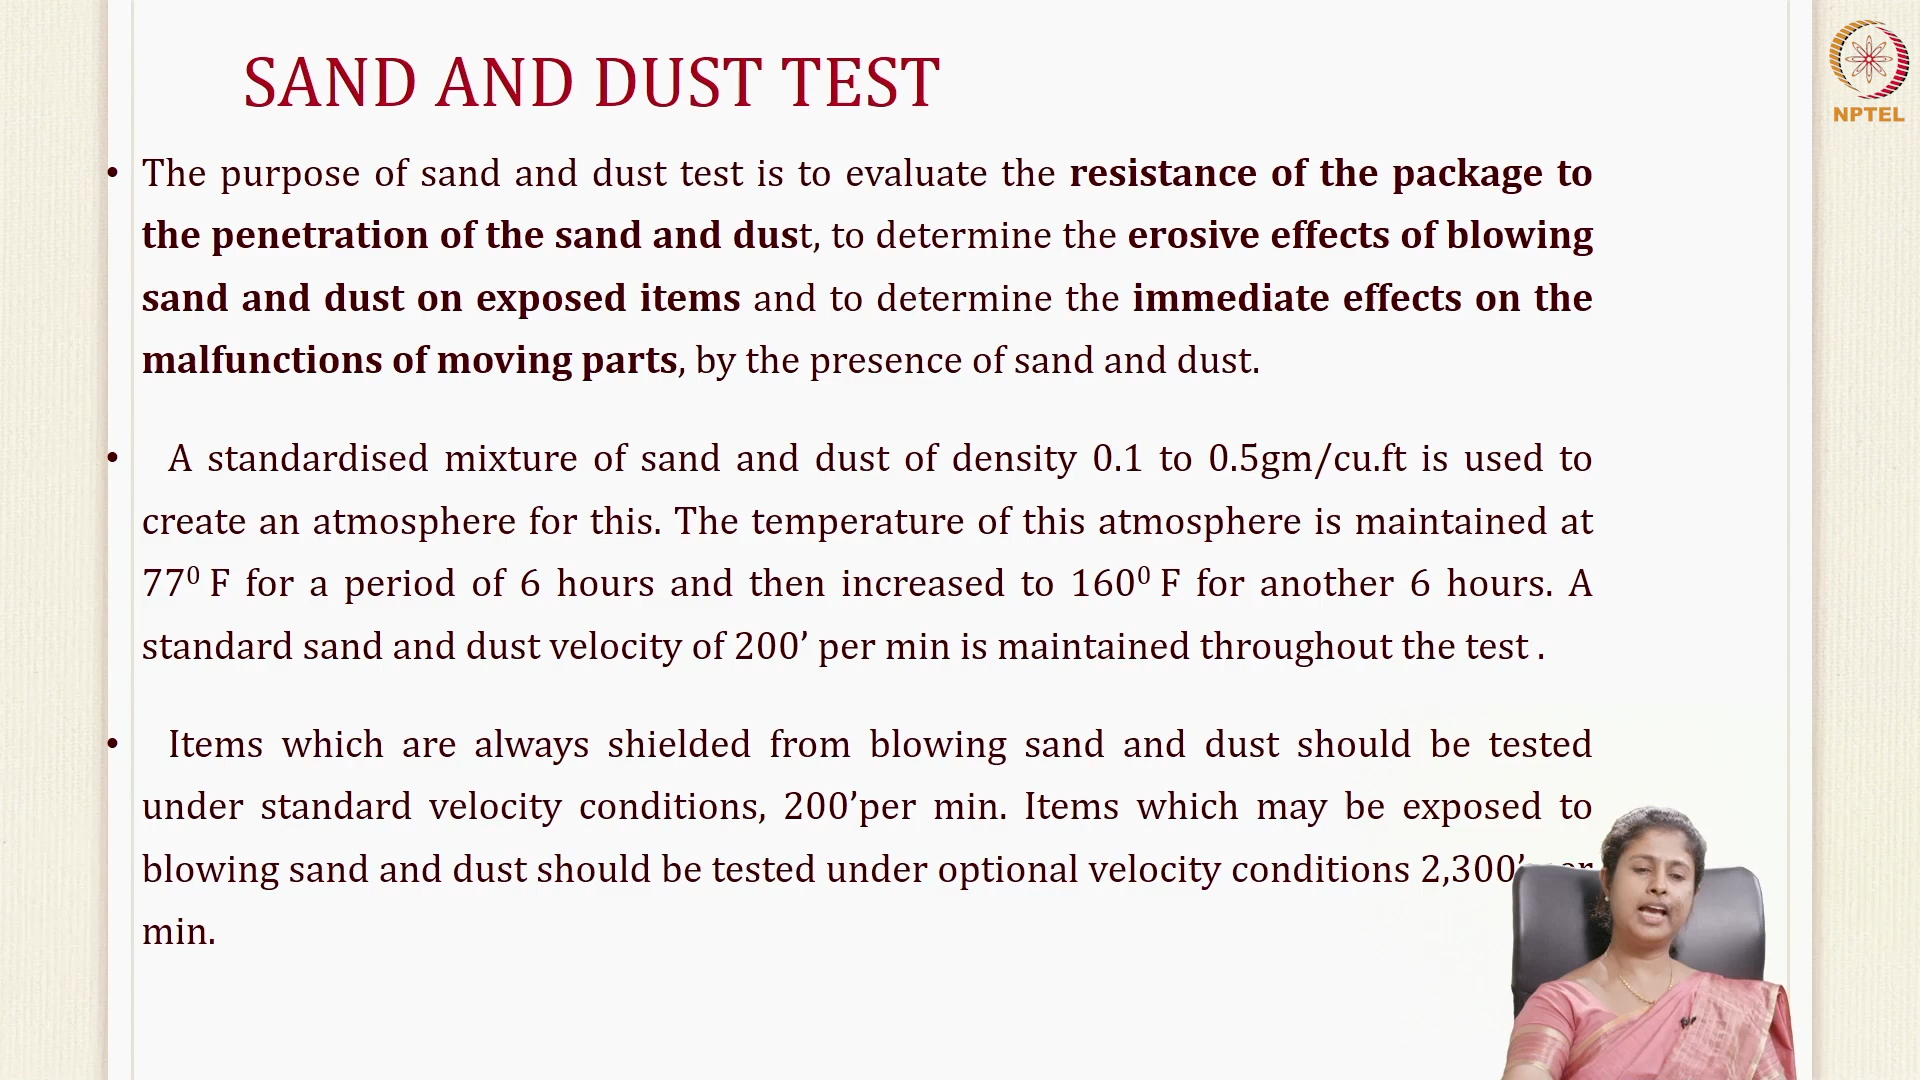 SAND AND DUST TEST
NPTEL
• The purpose of sand and dust test is to evaluate the resistance of the package to
the penetration of the sand and dust, to determine the erosive effects of blowing
sand and dust on exposed items and to determine the immediate effects on the
malfunctions of moving parts, by the presence of sand and dust.
• A standardised mixture of sand and dust of density 0.1 to 0.5gm/cu.ft is used to
create an atmosphere for this. The temperature of this atmosphere is maintained at
77⁰ F for a period of 6 hours and then increased to 160⁰ F for another 6 hours. A
standard sand and dust velocity of 200’ per min is maintained throughout the test .
• Items which are always shielded from blowing sand and dust should be tested
under standard velocity conditions, 200’per min. Items which may be exposed to
blowing sand and dust should be tested under optional velocity conditions 2,300’
min.